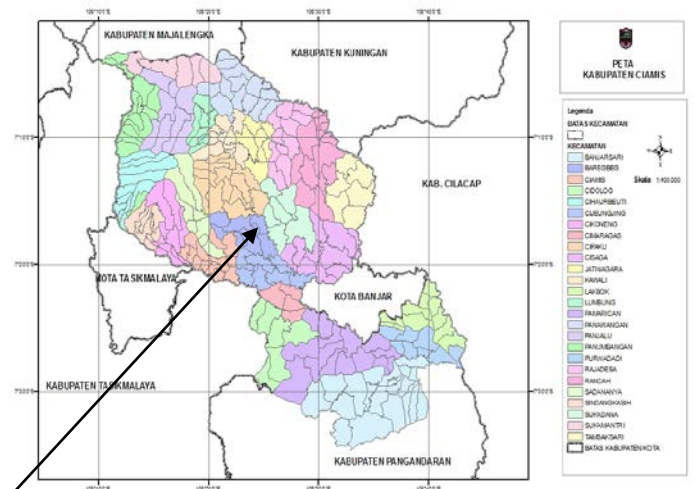 KABUPATEN MAJALENGKA
KABUPATEN KUNINGAN
KAB. CILACAP
KOTA TASIKMALAYA
KOTA BANJAR
KABUPATEN TASIKMALAYA
KABUPATEN PANGANDARAN
PETA
KABUPATEN CIAMIS
Legenda
BATAS KECAMATAN
KECAMATAN
Skala 1:400.000
BANJARSARI
BAREGBEG
CIAMIS
CIDOLOG
CIHAURBEUTI
CIJEUNGJING
CIKONENG
CIMARAGAS
CIPAKU
CISAGA
JATINAGARA
KAWALI
LAKBOK
LUMBUNG
PAMARICAN
PANAWANGAN
PANJALU
PANUMBANGAN
PURWADADI
RAJADESA
RANCAH
SADANANYA
SINDANGKASIH
SUKADANA
SUKAMANTRI
TAMBAKSARI
BATAS KABUPATEN/KOTA